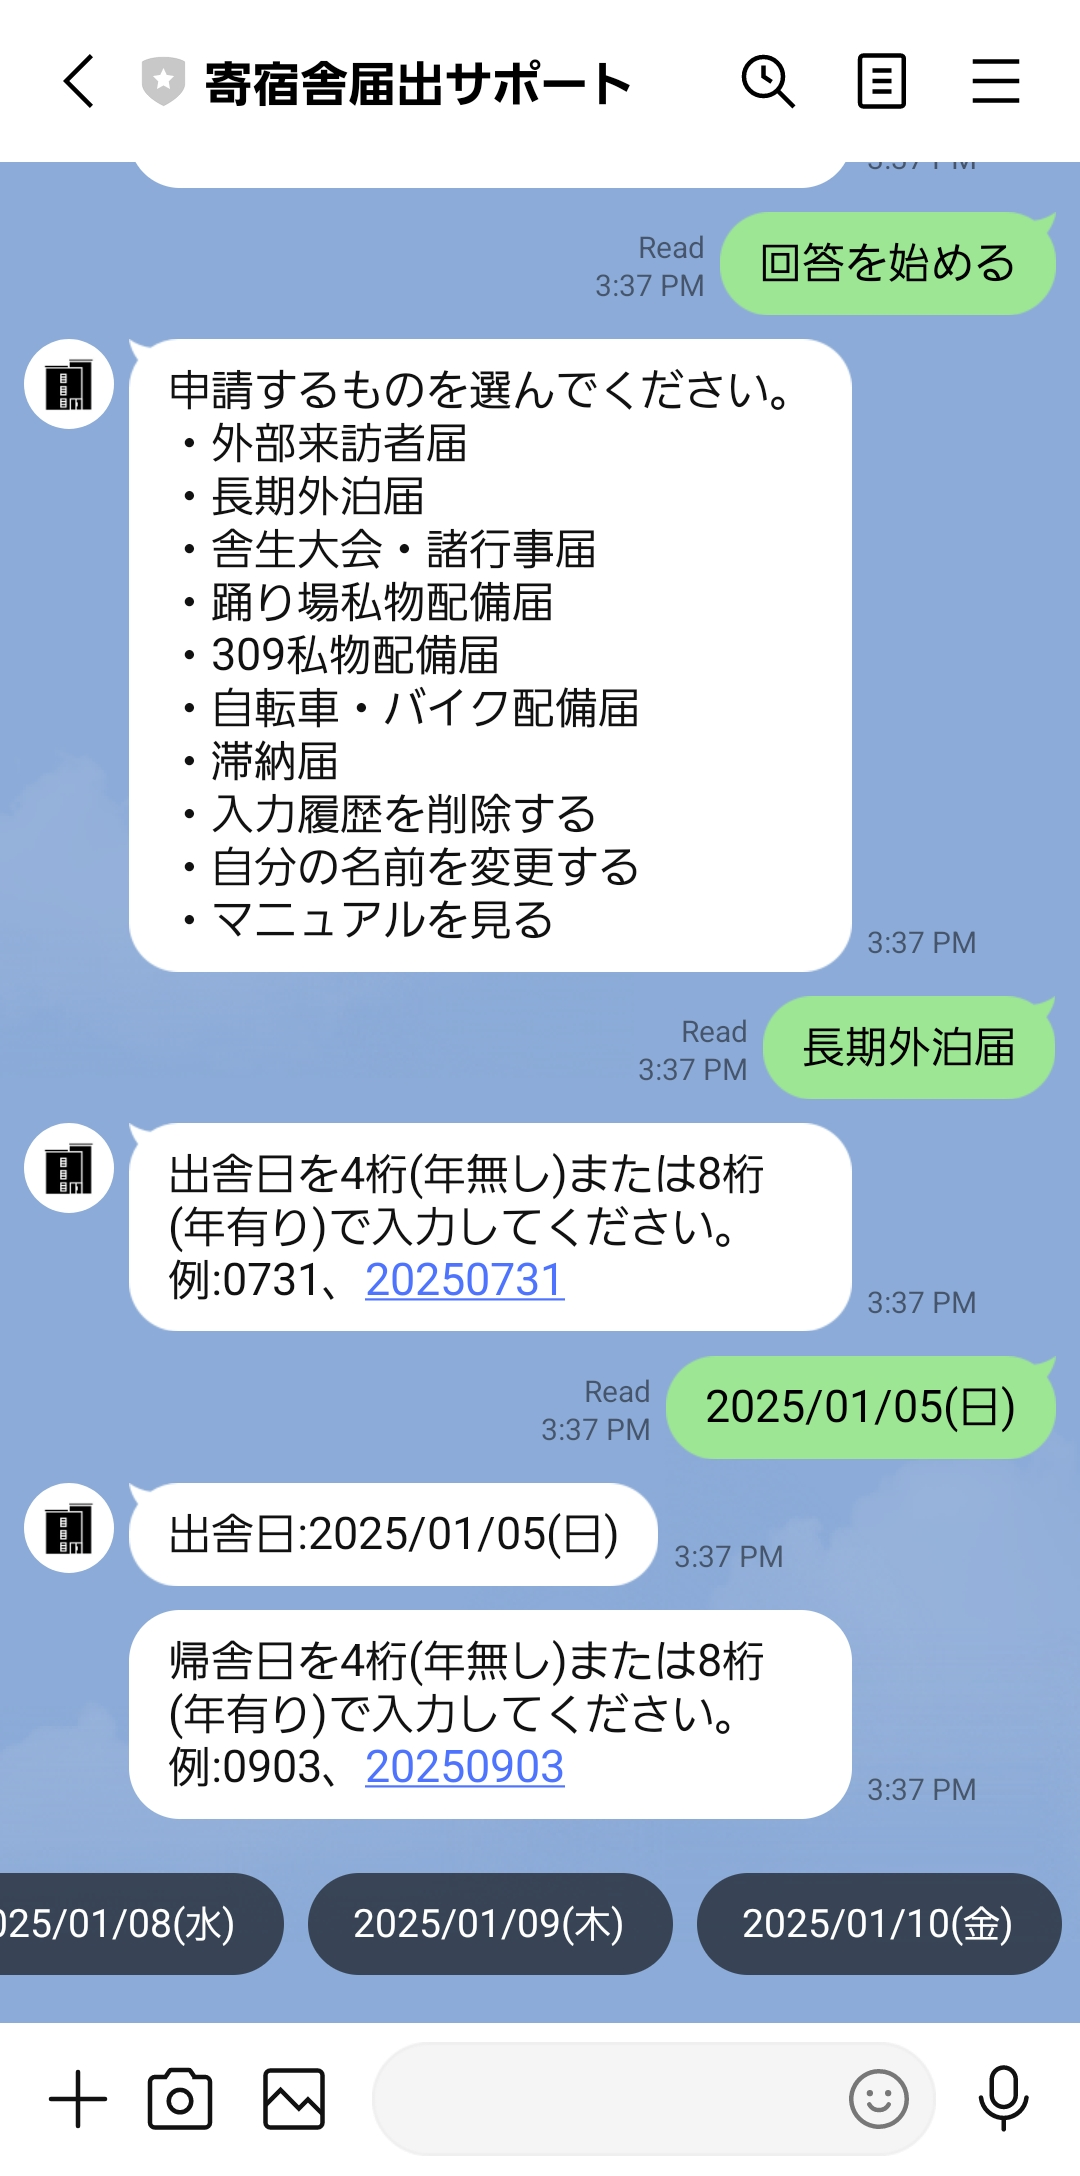 寄宿舎届出サポート
Read
3:37 PM
回答を始める
申請するものを選んでください。
・外部来訪者届
・長期外泊届
・舎生大会・諸行事届
・踊り場私物配備届
・309私物配備届
・自転車・バイク配備届
・滞納届
・入力履歴を削除する
・自分の名前を変更する
・マニュアルを見る
3:37 PM
Read
3:37 PM
長期外泊届
出舎日を4桁(年無し)または8桁
(年有り)で入力してください。
例:0731、20250731
3:37 PM
Read
3:37 PM
2025/01/05(日)
出舎日:2025/01/05(日)
3:37 PM
帰舎日を4桁(年無し)または8桁
(年有り)で入力してください。
例:0903、20250903
3:37 PM
025/01/08(水)
2025/01/09(木)
2025/01/10(金)